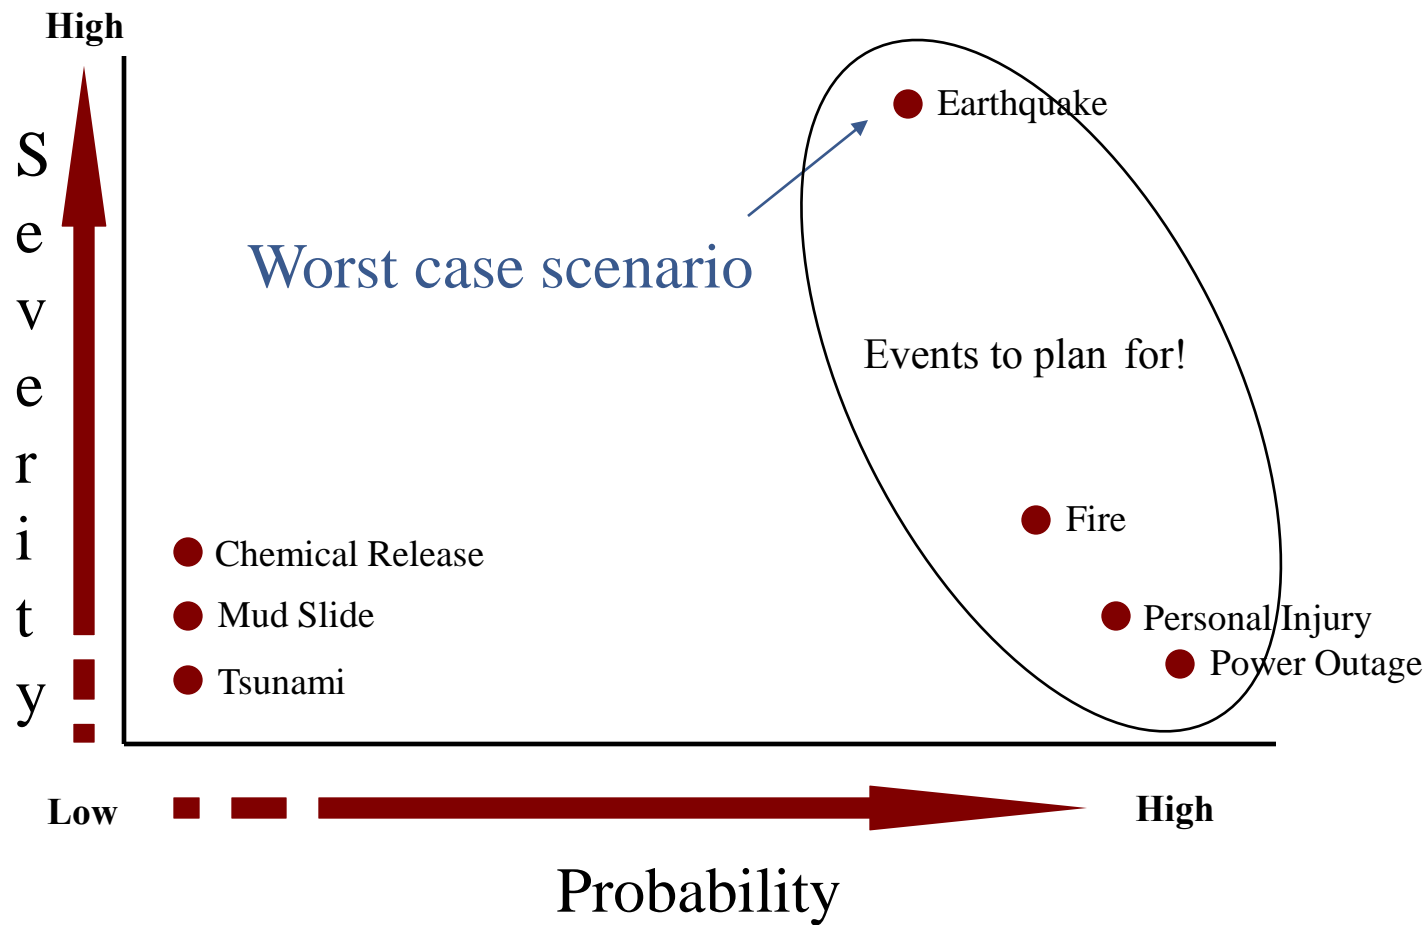 High
Severity
Earthquake
Worst case scenario
Events to plan for!
Fire
Chemical Release
Mud Slide
Personal Injury
Power Outage
Tsunami
Low
High
Probability